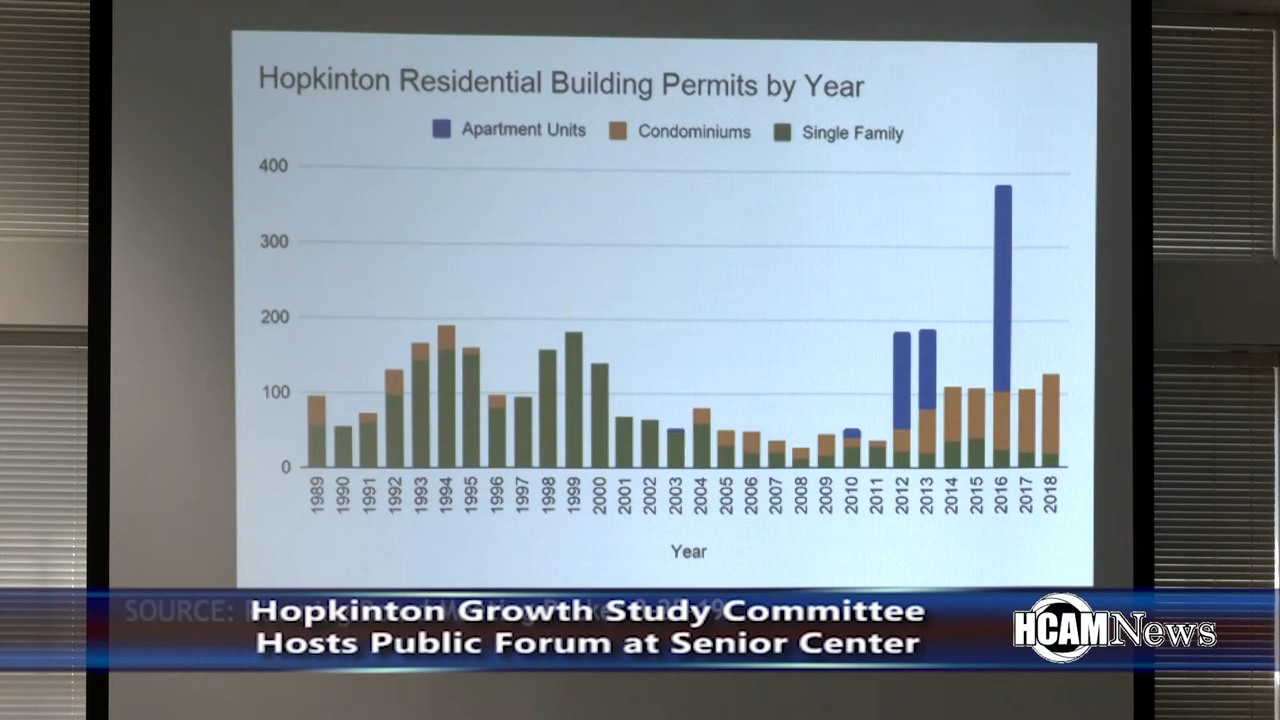 Hopkinton Residential Building Permits by Year
Apartment Units Condominiums Single Family
400
300
200
100
0
1989 1990 1991 1992 1993 1994 1995 1996 1997 1998 1999 2000 2001 2002 2003 2004 2005 2006 2007 2008 2009 2010 2011 2012 2013 2014 2015 2016 2017 2018
Year
SOURCE:
Hopkinton Growth Study Committee
Hosts Public Forum at Senior Center
HCAM News